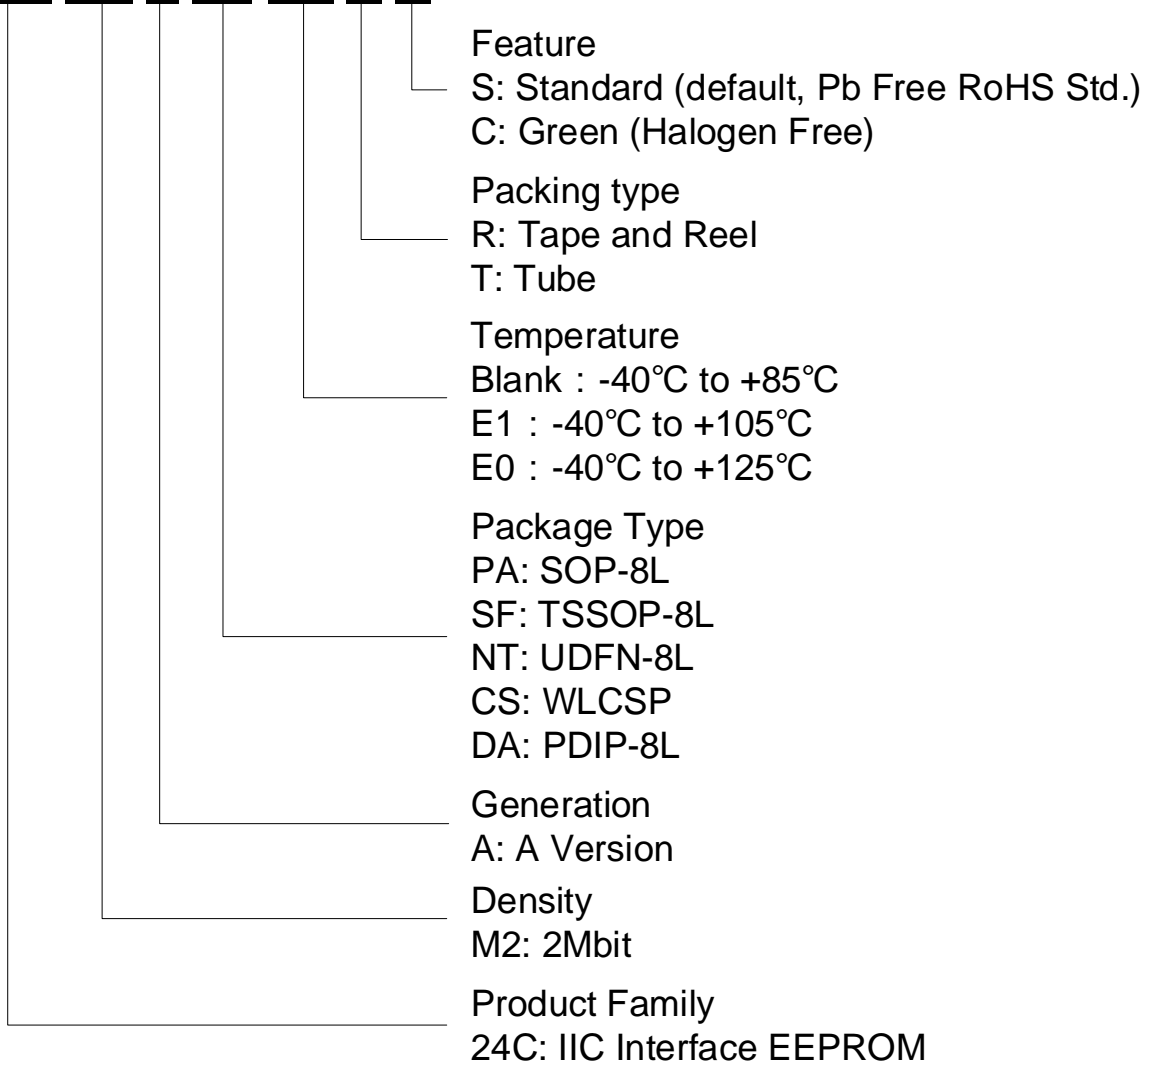 Feature
S: Standard (default, Pb Free RoHS Std.)
C: Green (Halogen Free)
Packing type
R: Tape and Reel
T: Tube
Temperature
Blank：-40℃ to +85℃
E1：-40℃ to +105℃
E0：-40℃ to +125℃
Package Type
PA: SOP-8L
SF: TSSOP-8L
NT: UDFN-8L
CS: WLCSP
DA: PDIP-8L
Generation
A: A Version
Density
M2: 2Mbit
Product Family
24C: IIC Interface EEPROM